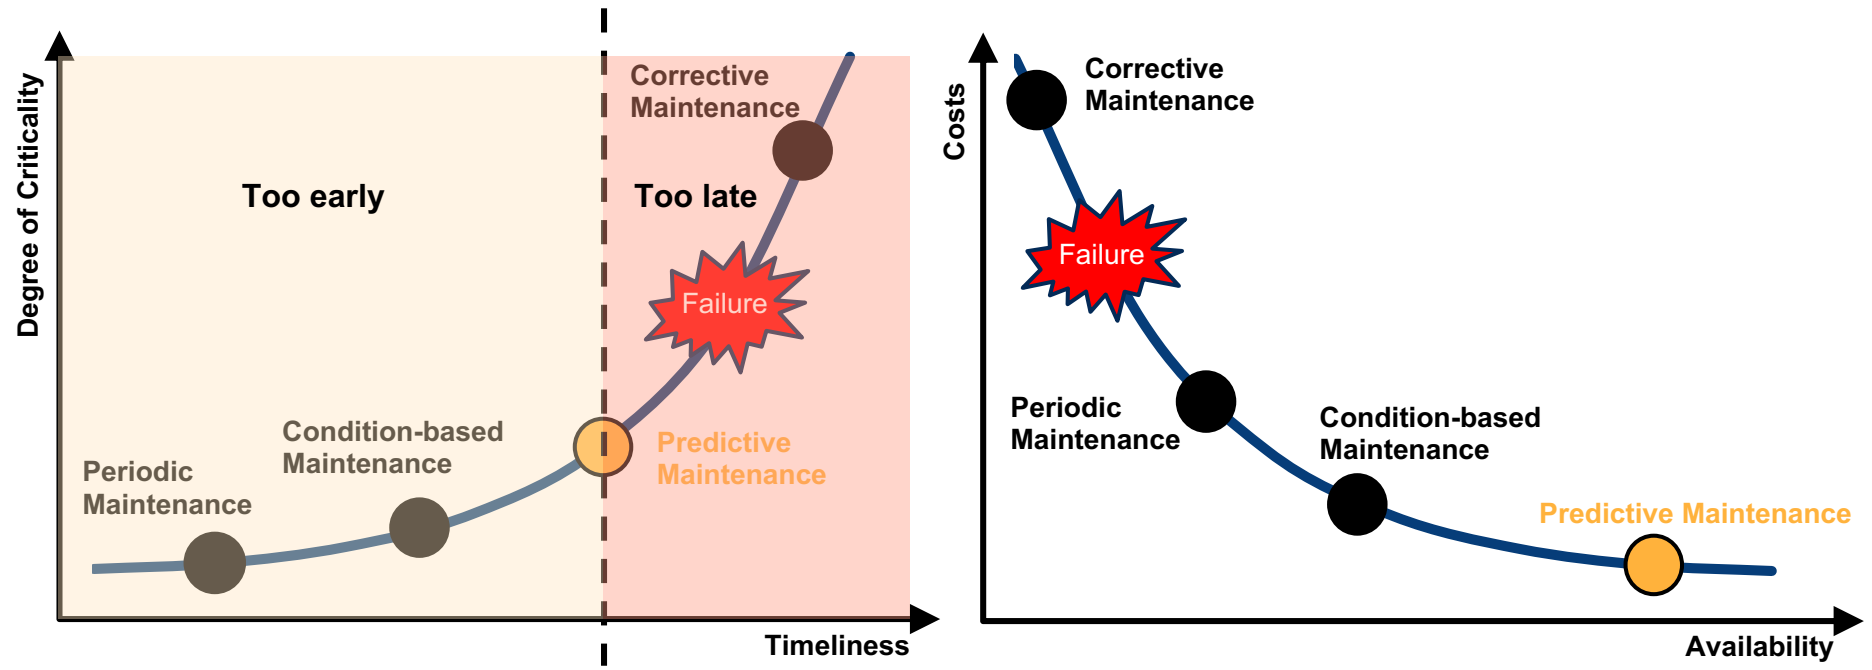 Degree of Criticality
Corrective
Maintenance
Too early
Too late
Failure
Condition-based
Maintenance
Predictive
Maintenance
Periodic
Maintenance
Timeliness
Costs
Corrective
Maintenance
Failure
Periodic
Maintenance
Condition-based
Maintenance
Predictive Maintenance
Availability